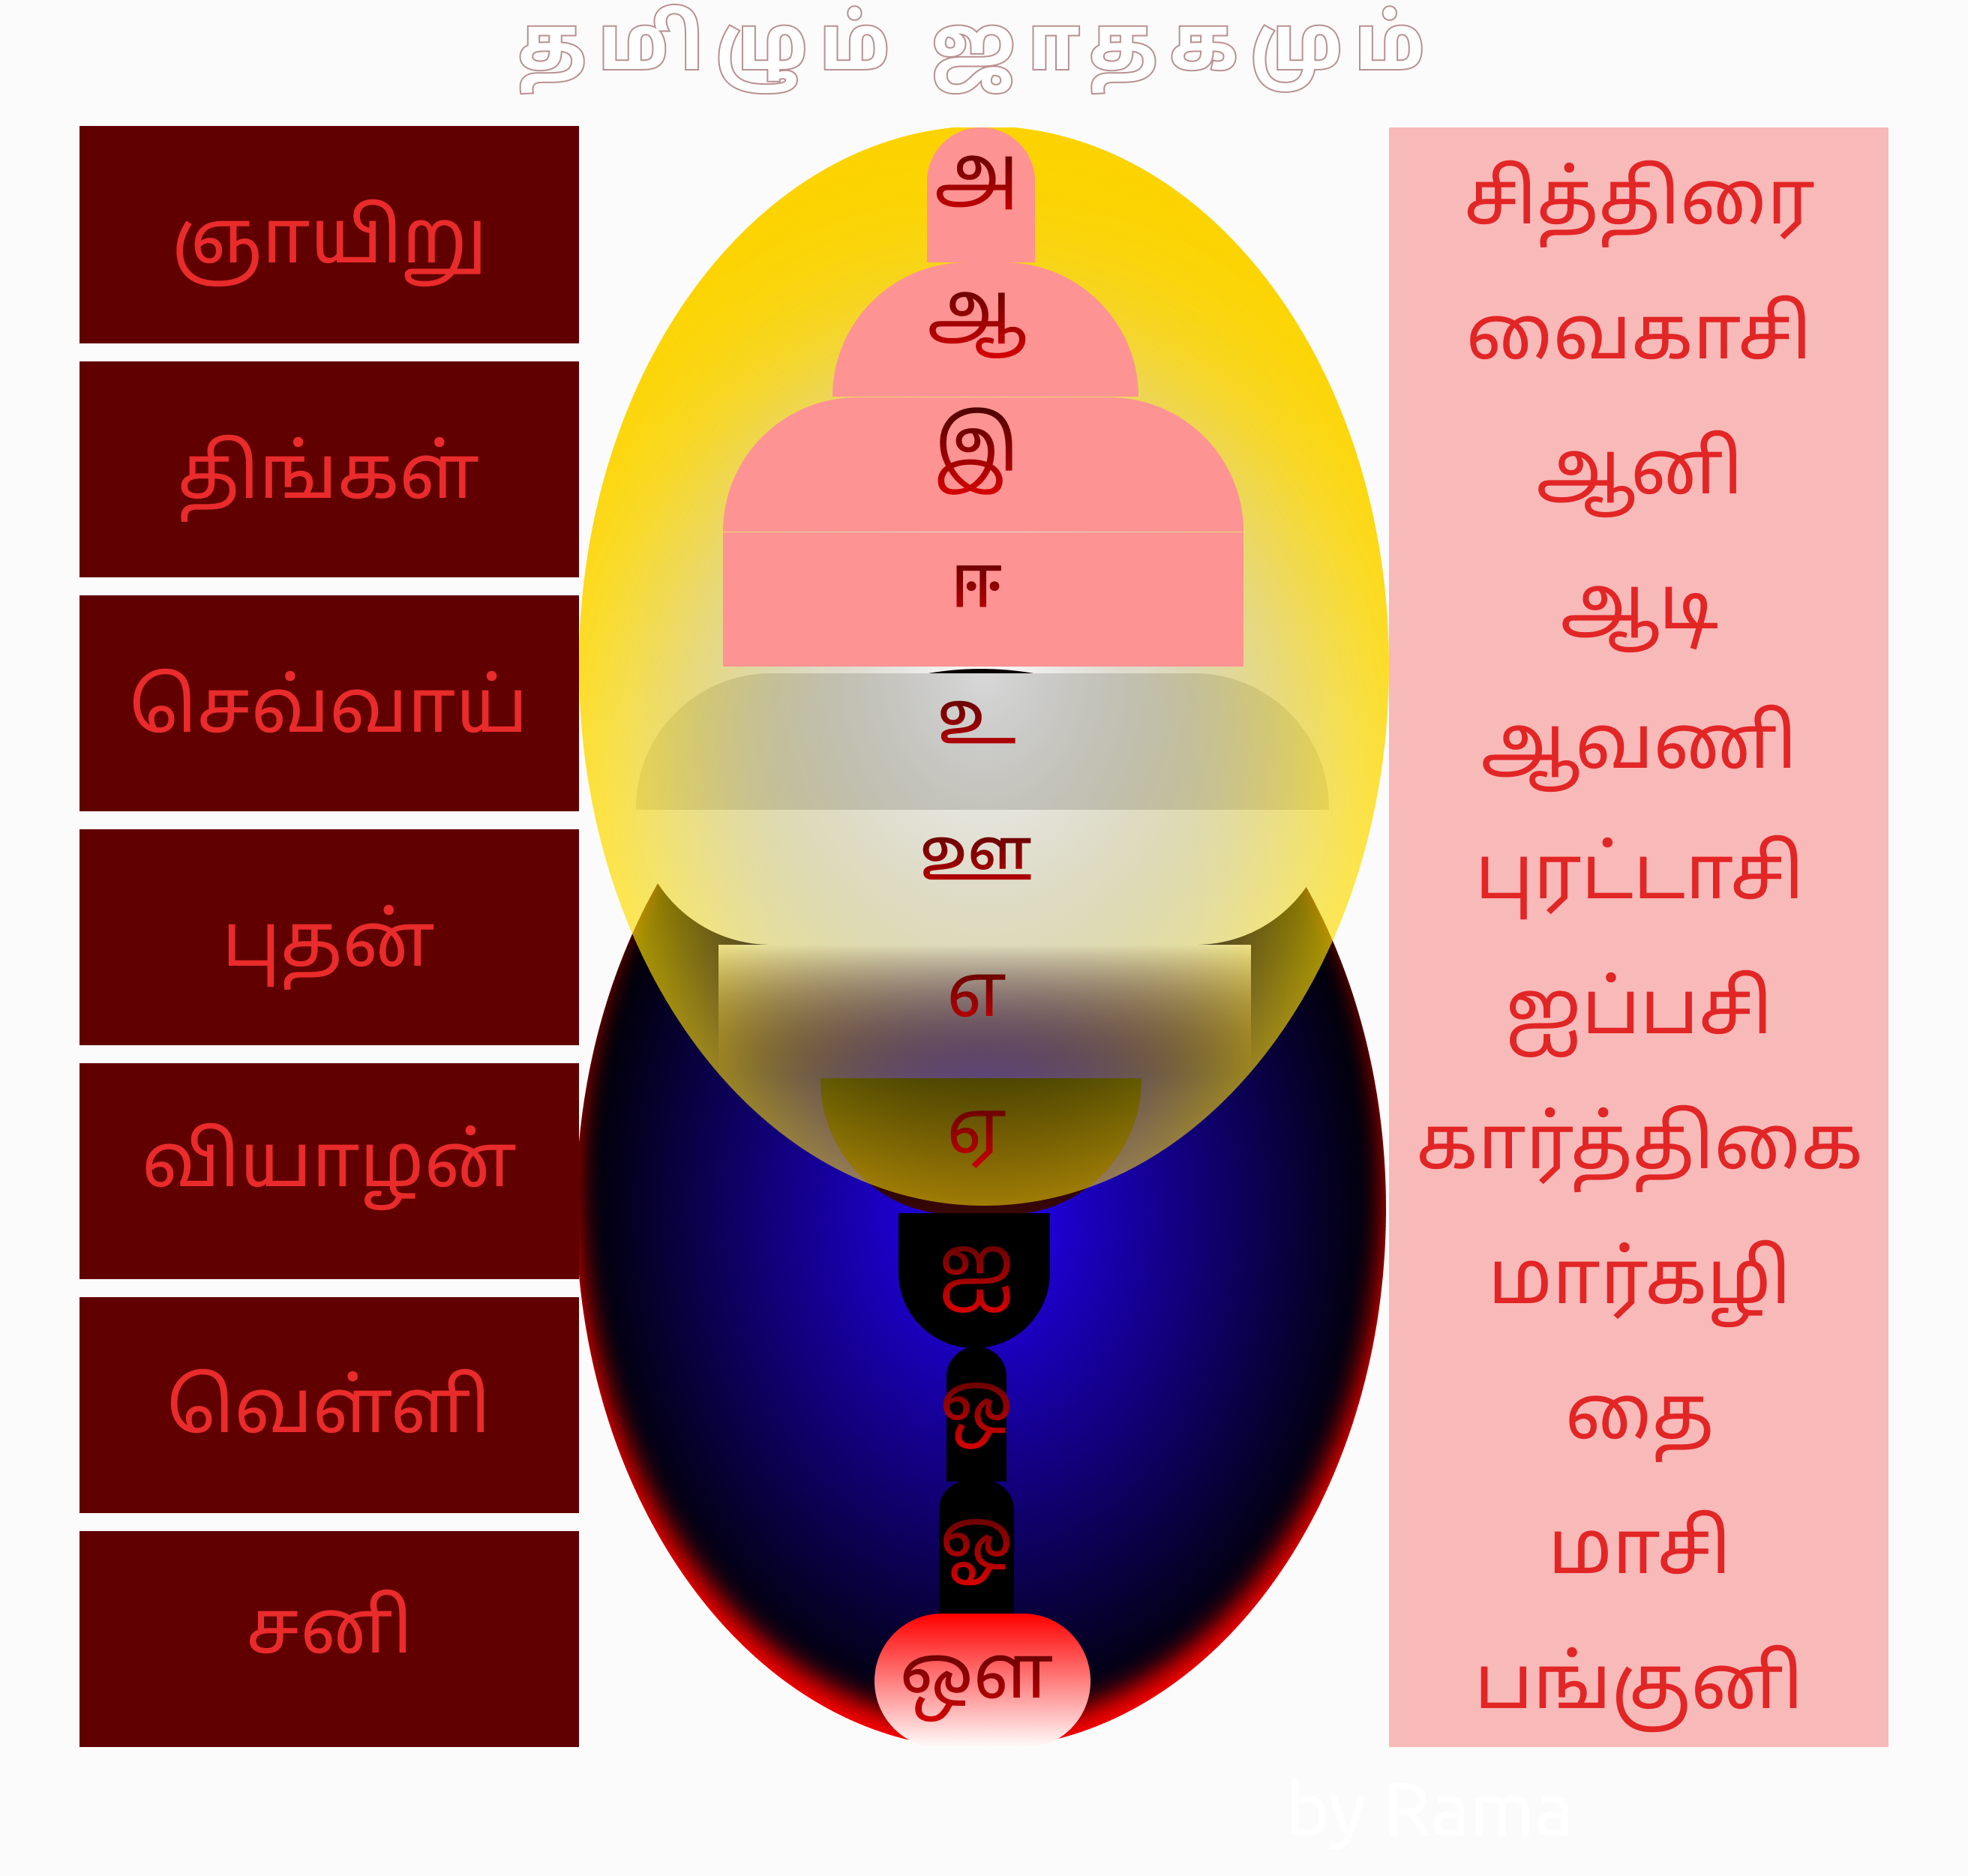 தமிழும் ஜாதகமும்
ஞாயிறு
திங்கள்
செவ்வாய்
புதன்
வியாழன்
வெள்ளி
சனி
அ
ஆ
இ
ஈ
உ
ஊ
எ
ஏ
ஐ
ஒ
ஓ
ஔ
சித்திரை
வைகாசி
ஆனி
ஆடி
ஆவணி
புரட்டாசி
ஐப்பசி
கார்த்திகை
மார்கழி
தை
மாசி
பங்குனி
by Rama